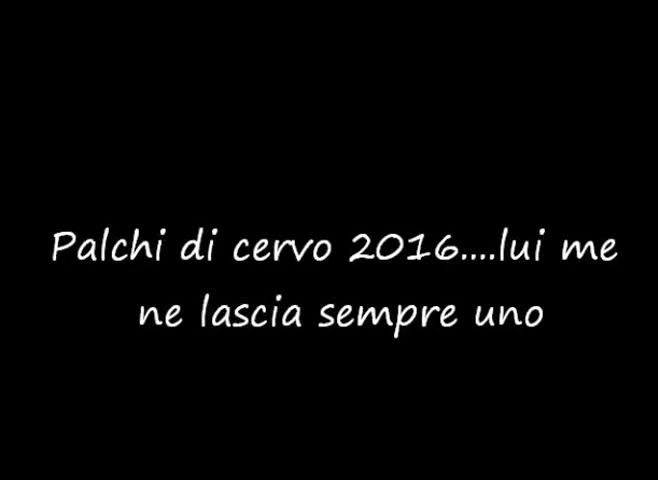 Palchi di cervo 2016....lui me
ne lascia sempre uno